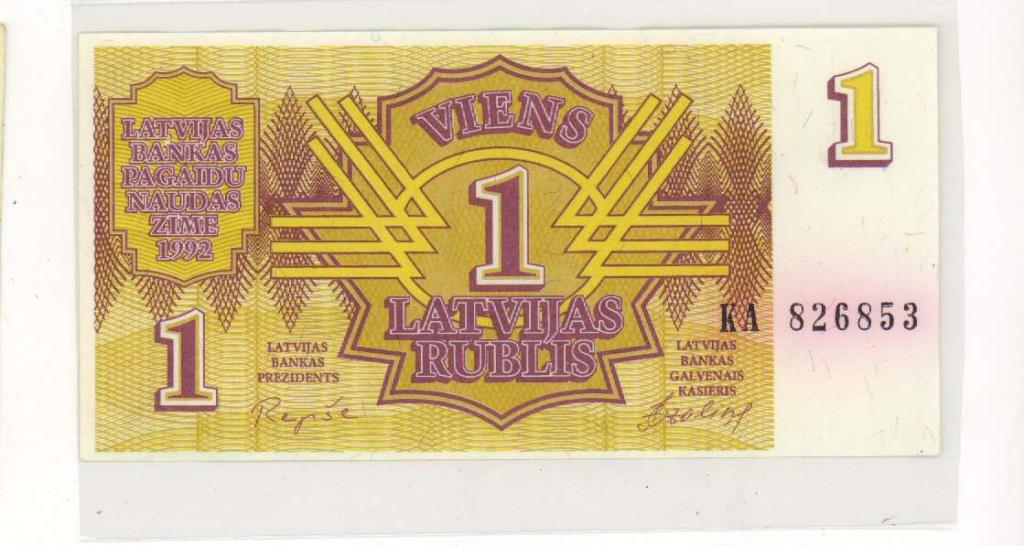 LATVIJAS
BANKAS
PAGAIDU
NAUDAS
ZĪME
1992
VIENS
1
1
LATVIJAS
RUBLIS
1
LATVIJAS
BANKAS
PREZIDENTS
Repše
KA 826853
LATVIJAS
BANKAS
GALVENAIS
KASIERIS